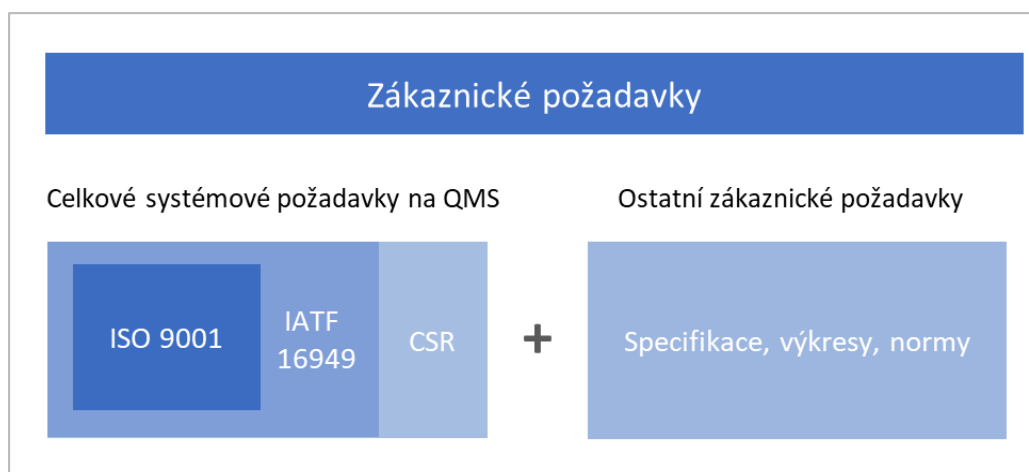 Zákaznické požadavky
Celkové systémové požadavky na QMS
Ostatní zákaznické požadavky
ISO 9001
IATF
16949
CSR
+
Specifikace, výkresy, normy